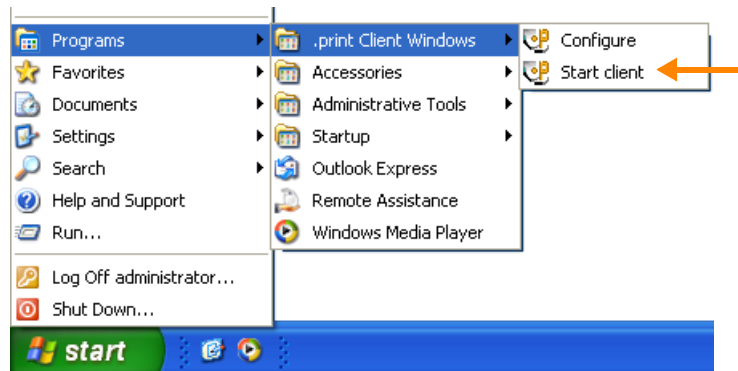 Programs
Favorites
Documents
Settings
Search
Help and Support
Run...
Log Off administrator...
Shut Down...
.print Client Windows
Accessories
Administrative Tools
Startup
Outlook Express
Remote Assistance
Windows Media Player
Configure
Start client
start